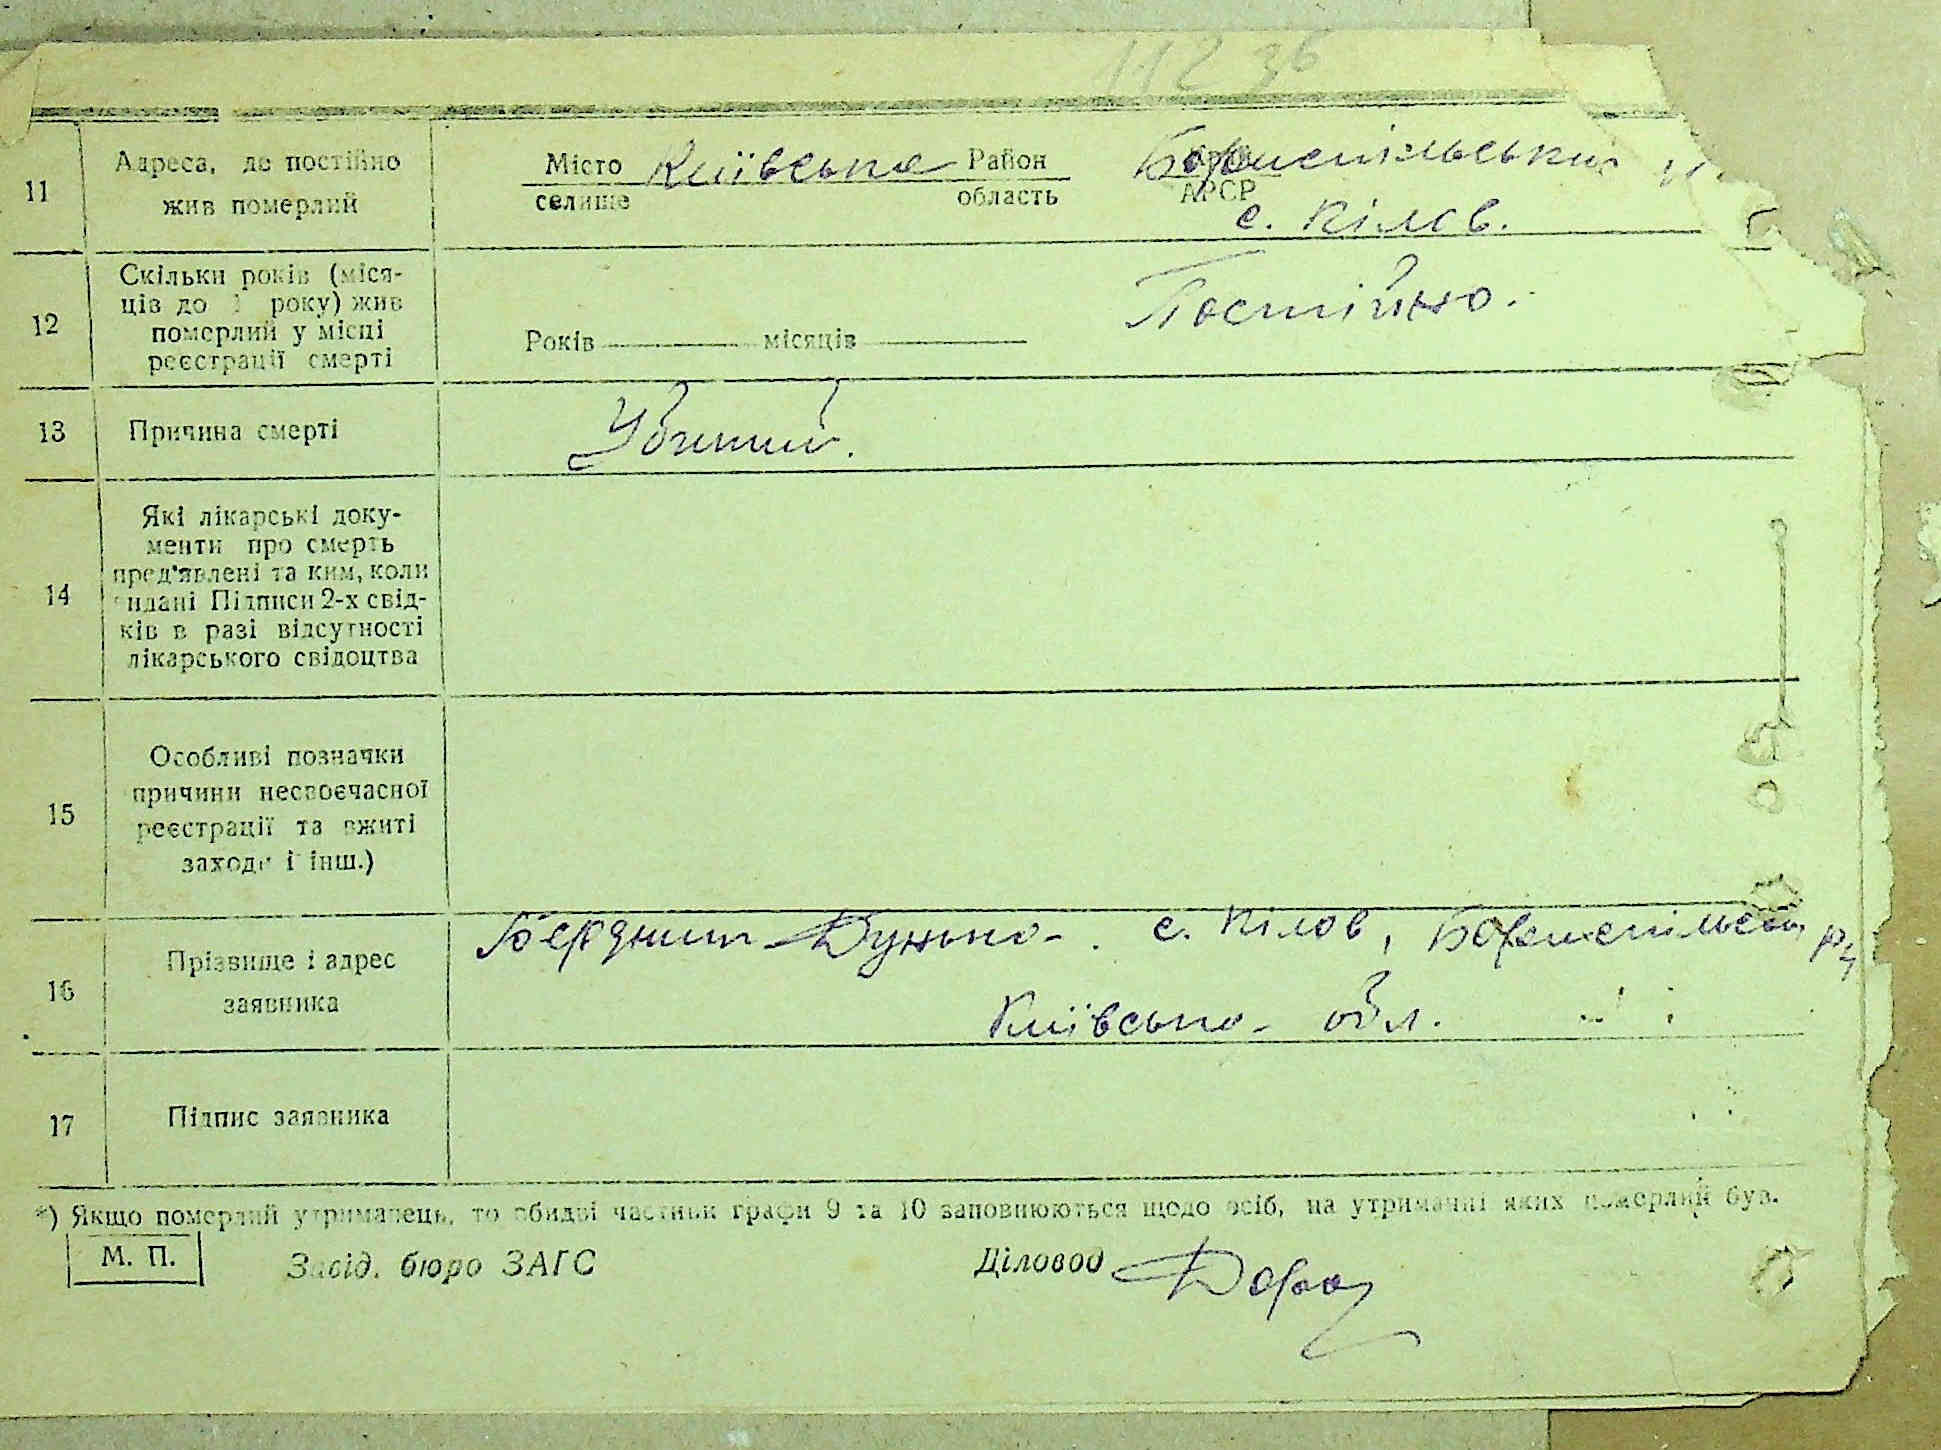 11236
11 Адреса, де постійно жив померлий
Місто Київська Район Бориспільський
селище область АРСР
с. Кілов.
12 Скільки років (міся-
ців до 1 року) жив
померлий у місці
реєстрації смерті
Років місяців Постійно.
13 Причина смерті Убитий.
14 Які лікарські доку-
менти про смерть
пред'явлені та ким, коли
видані Підписи 2-х свід-
ків в разі відсутності
лікарського свідоцтва
15 Особливі позначки
причини несвоєчасної
реєстрації та вжиті
заходи і інш.)
16 Прізвище і адрес
заявника
Бердник Дунька. с. Кілов, Бориспільськ р-н
Київська обл.
17 Підпис заявника
*) Якщо померлий утриманець, то обидві частини графи 9 та 10 заповнюються щодо осіб, на утриманні яких померлий був.
М. П. Завід. бюро ЗАГС Діловод